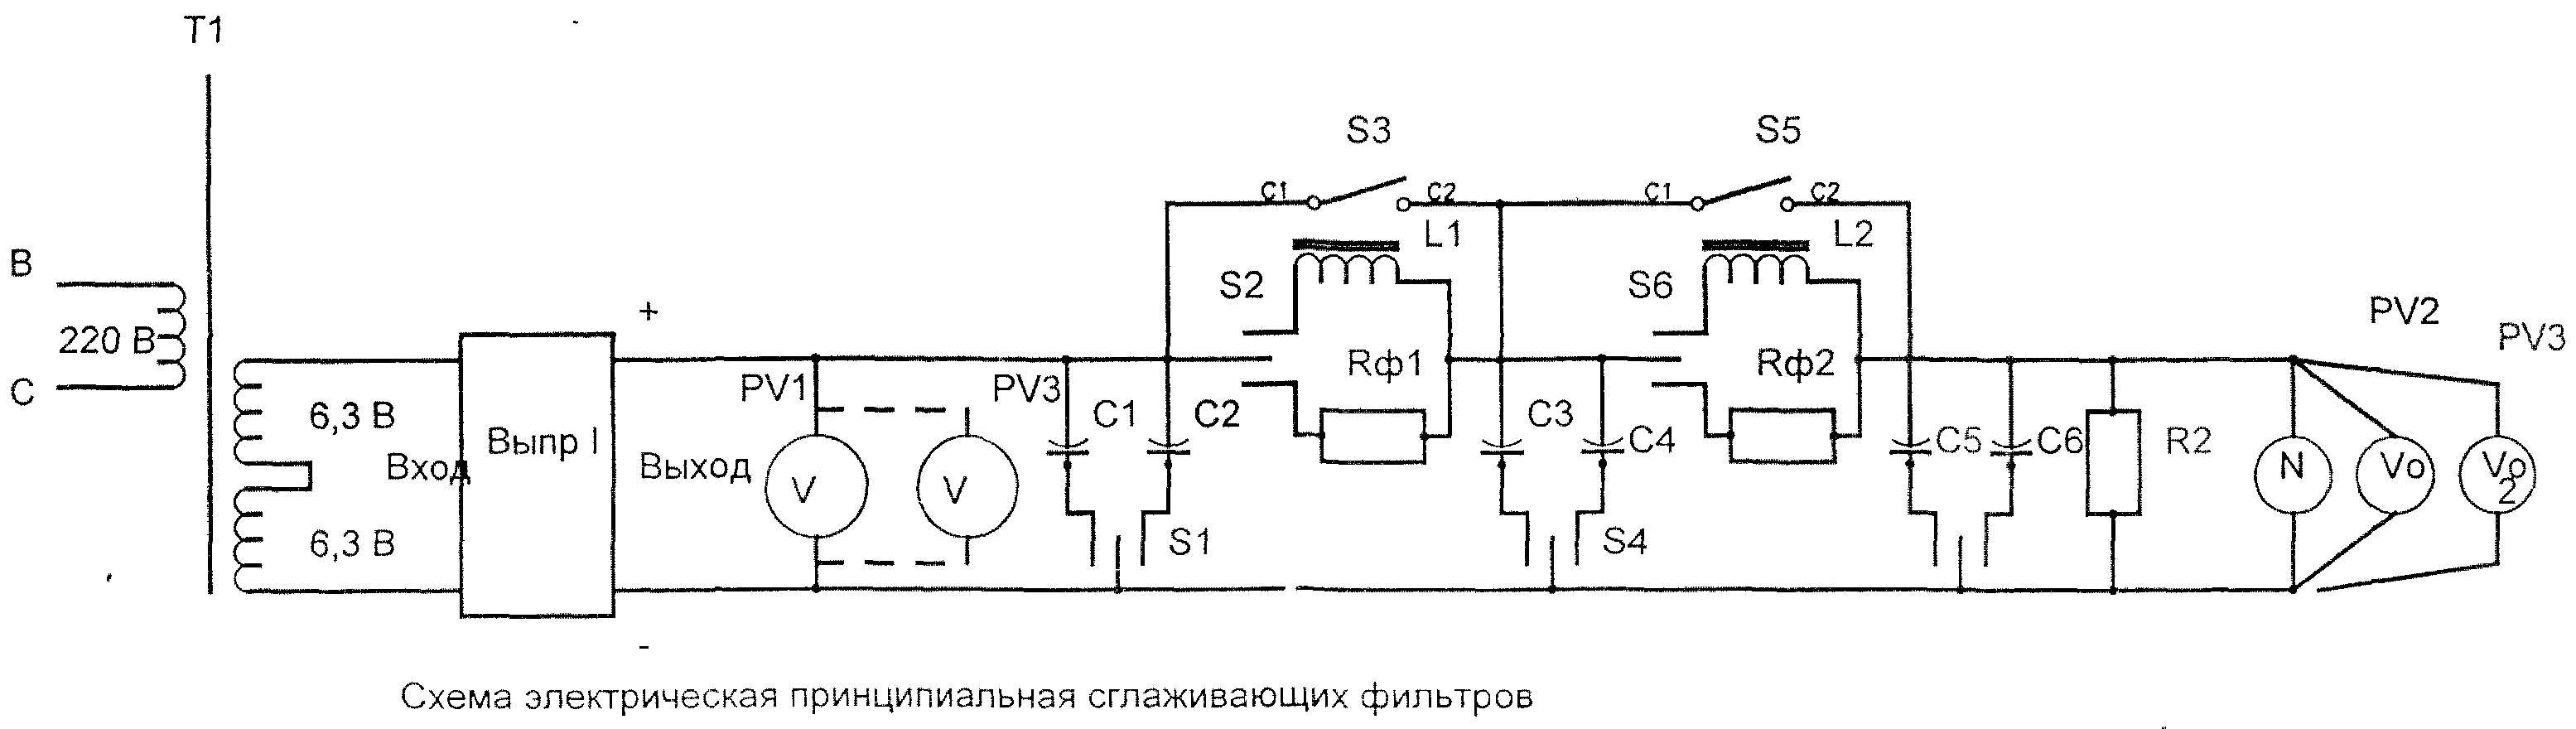 T1
S3
S5
C1
C2
C1
C2
L1
L2
В
220 В
С
S2
S6
+
PV2
PV3
Rф1
Rф2
PV1
PV3
C1
C2
C3
C4
C5
C6
R2
6,3 В
Вход
Выпр I
Выход
V
V
N
Vo
Vo
2
6,3 В
S1
S4
-
Схема электрическая принципиальная сглаживающих фильтров